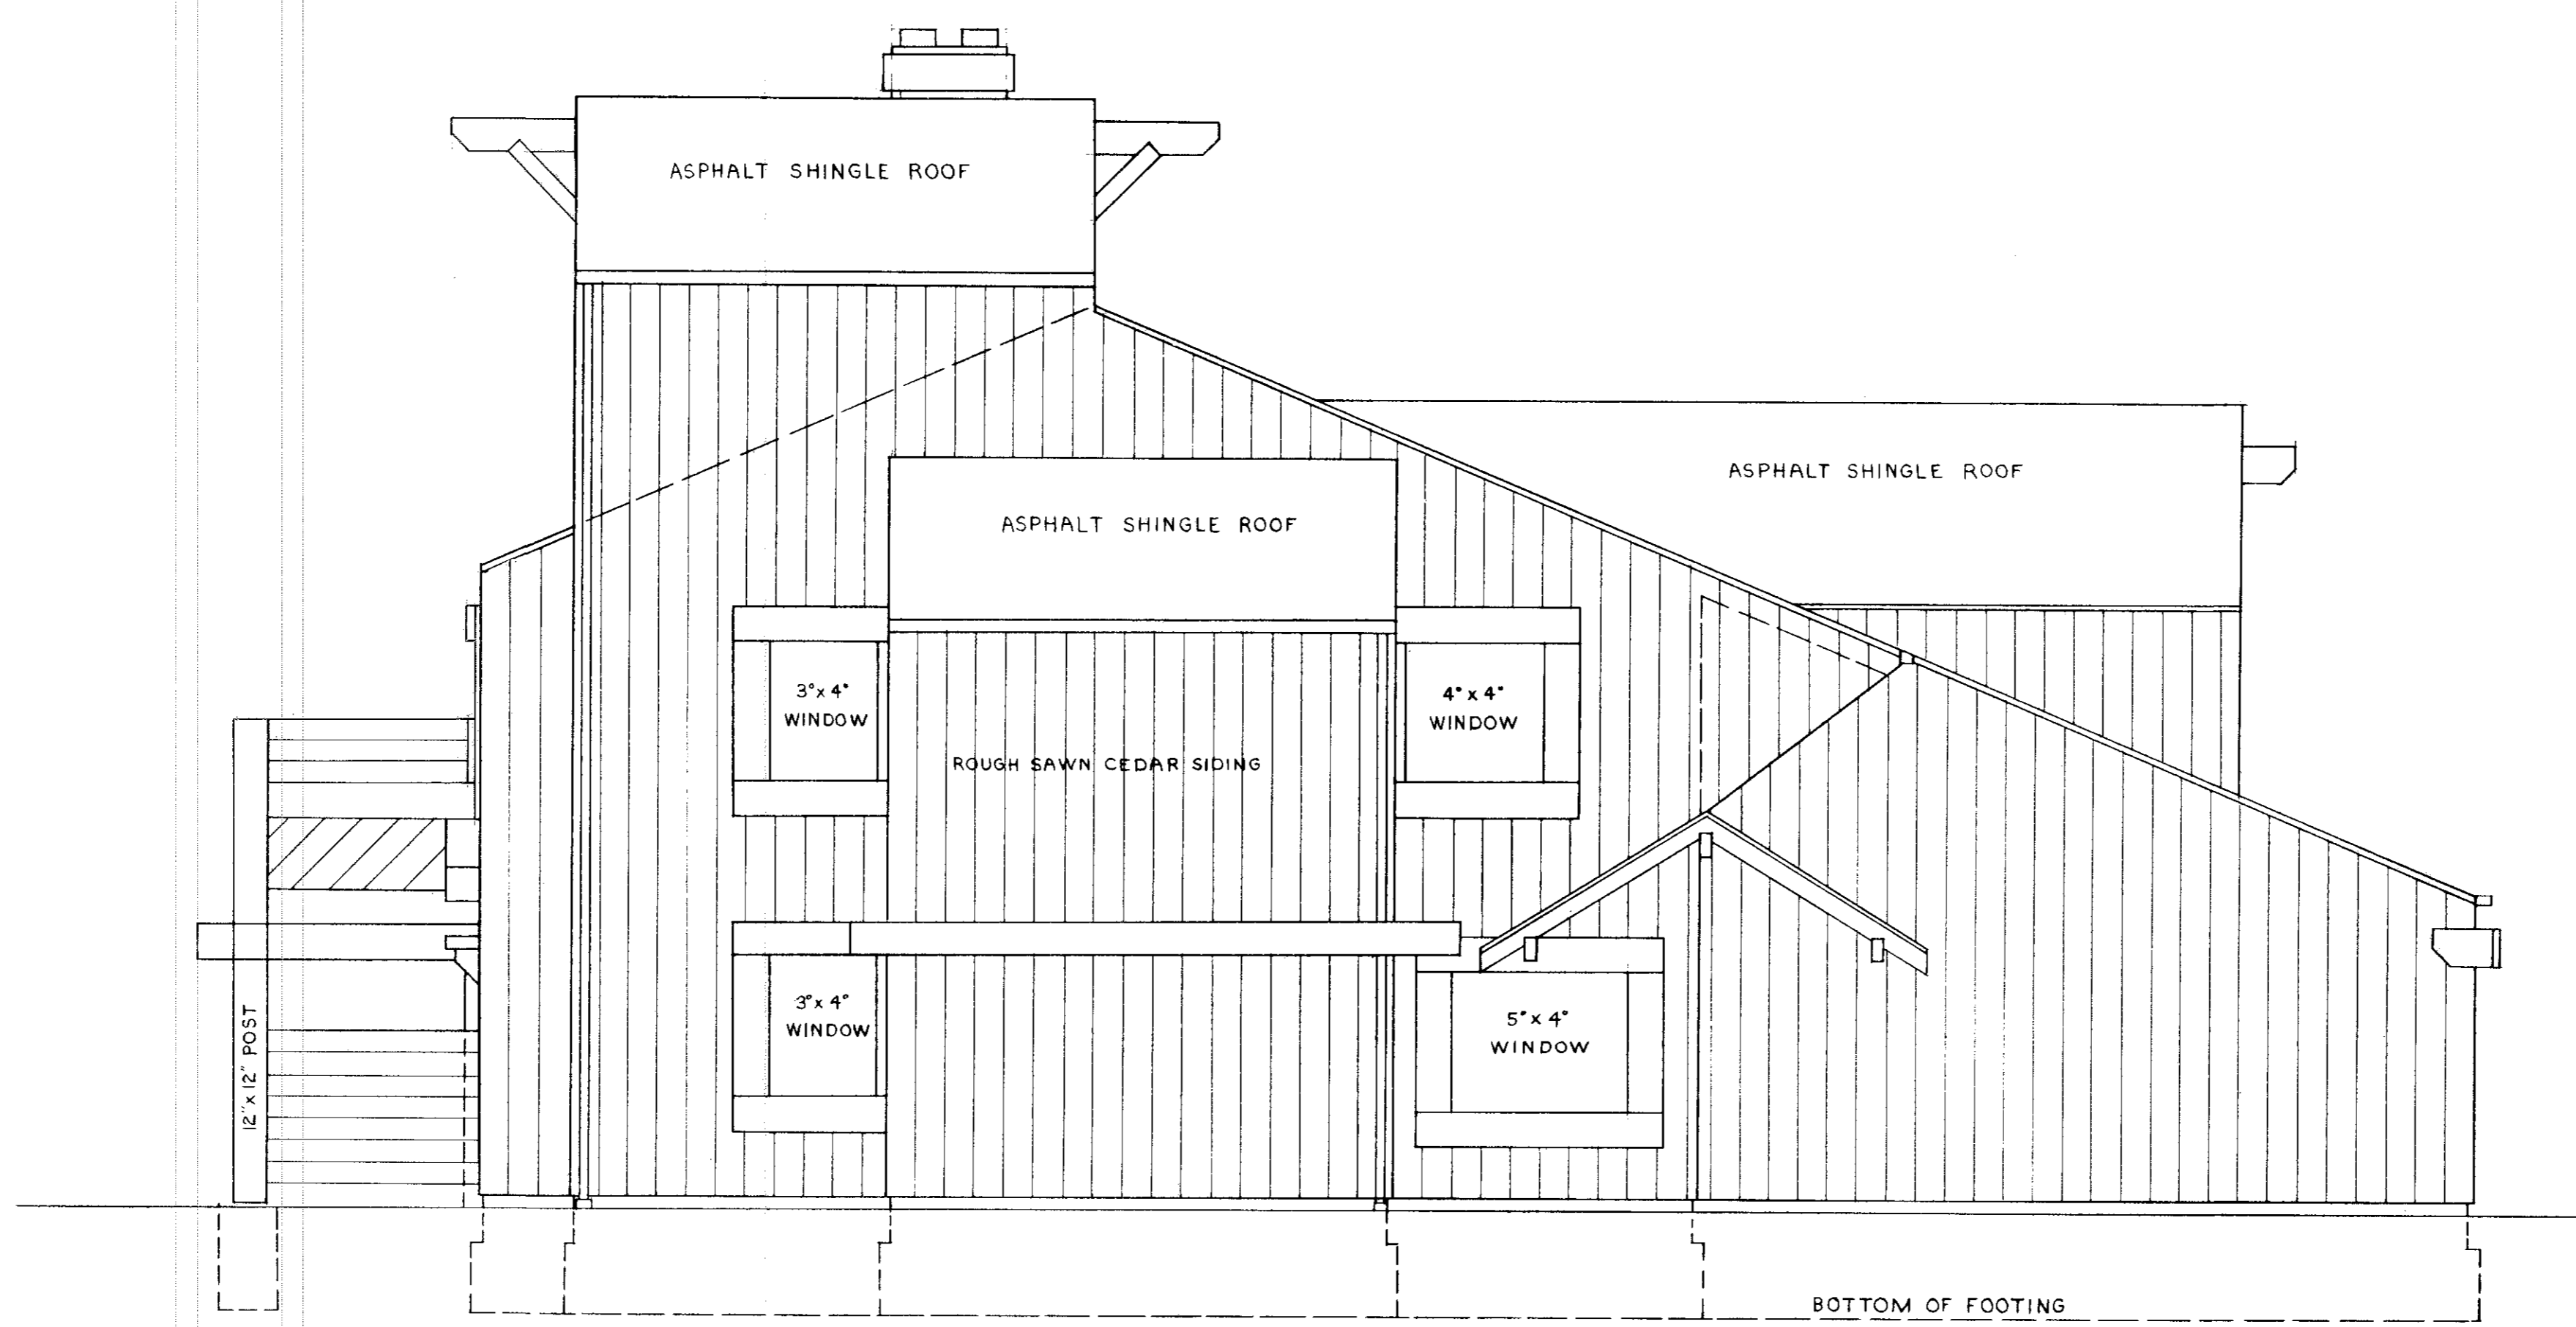 ASPHALT SHINGLE ROOF
ASPHALT SHINGLE ROOF
ASPHALT SHINGLE ROOF
3°x 4°
WINDOW
4°x 4°
WINDOW
ROUGH SAWN CEDAR SIDING
3°x 4°
WINDOW
5°x 4°
WINDOW
12"x 12" POST
BOTTOM OF FOOTING